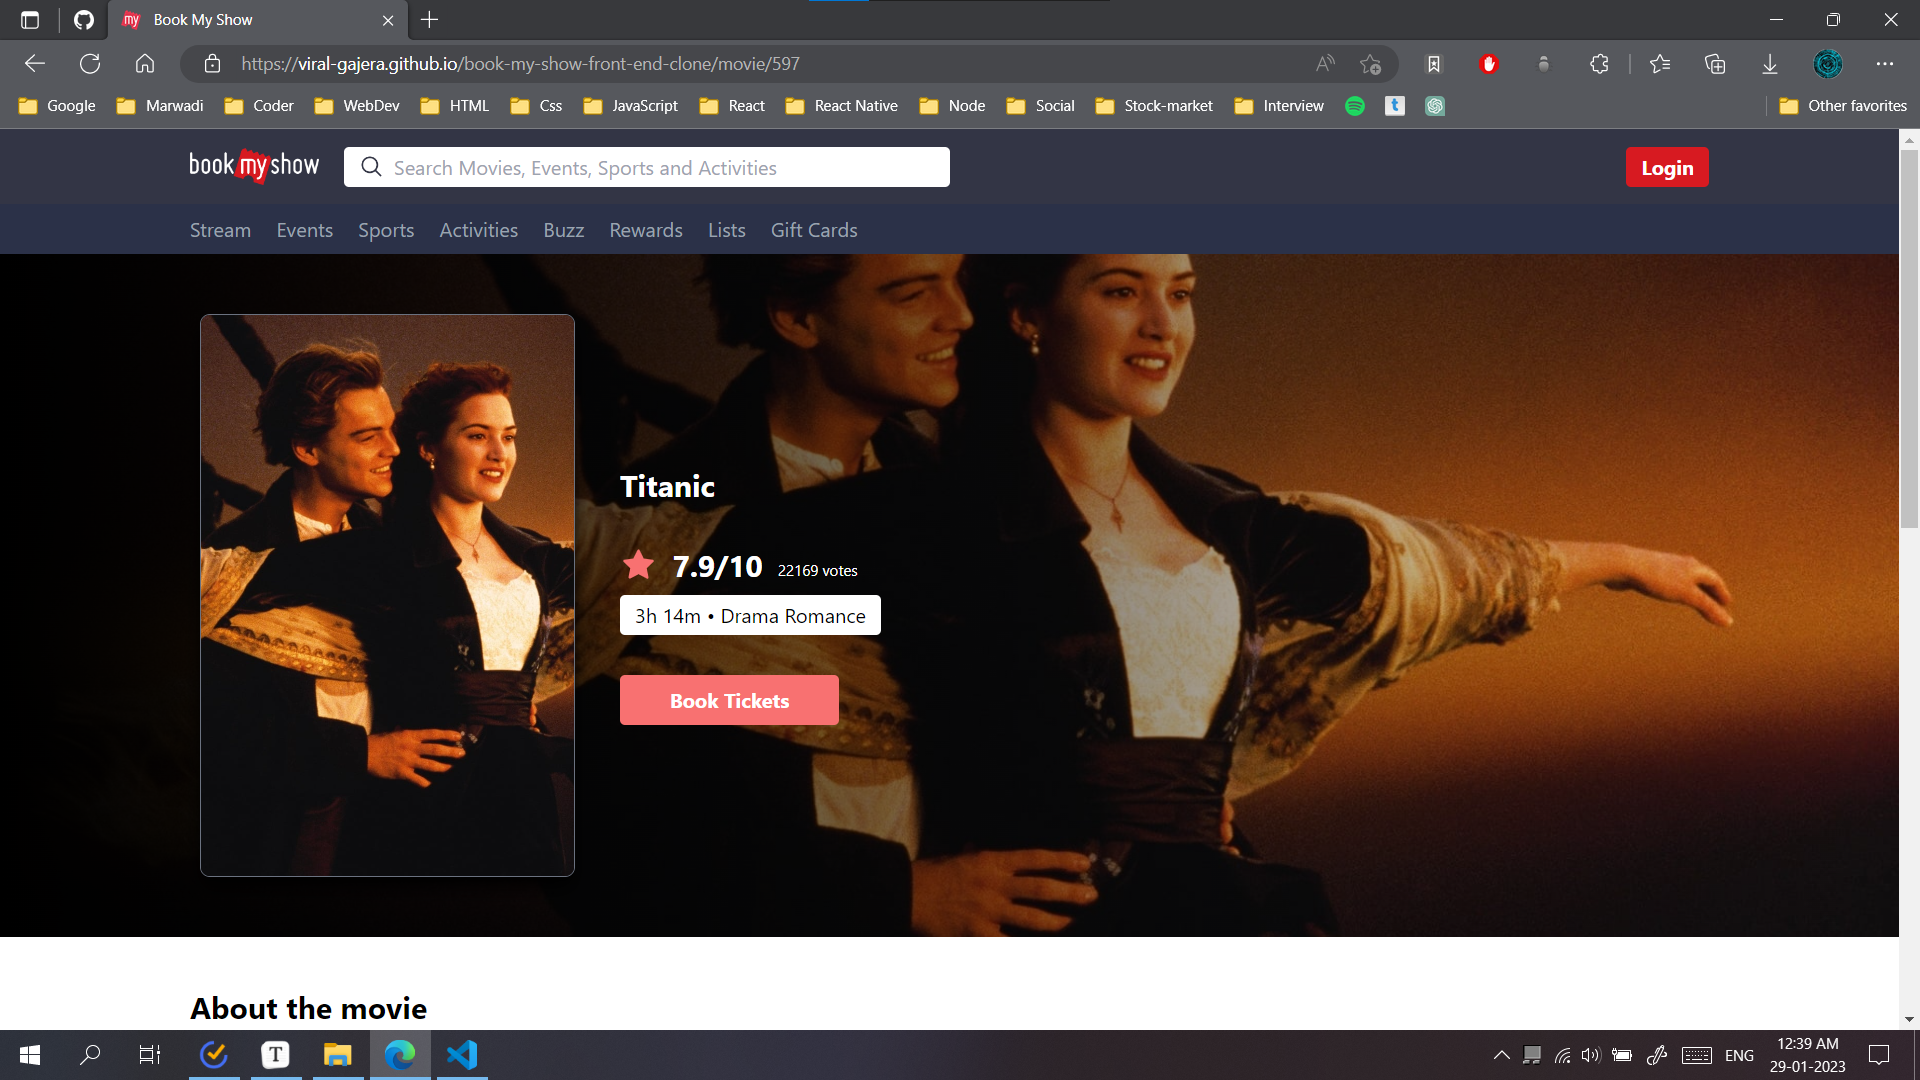 Book My Show
https://viral-gajera.github.io/book-my-show-front-end-clone/movie/597
Google Marwadi Coder WebDev HTML Css JavaScript React React Native Node Social Stock-market Interview t Other favorites
book my show Search Movies, Events, Sports and Activities Login
Stream Events Sports Activities Buzz Rewards Lists Gift Cards
Titanic
7.9/10 22169 votes
3h 14m • Drama Romance
Book Tickets
About the movie
T ENG 12:39 AM
29-01-2023